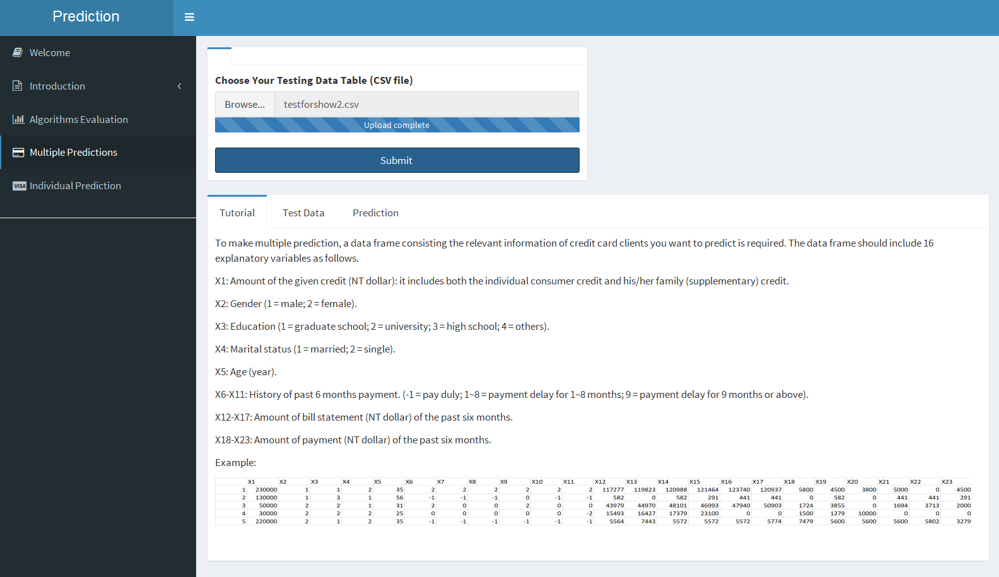 Prediction
Welcome
Introduction
Algorithms Evaluation
Multiple Predictions
VISA Individual Prediction
Choose Your Testing Data Table (CSV file)
Browse... testforshow2.csv
Upload complete
Submit
Tutorial Test Data Prediction
To make multiple prediction, a data frame consisting the relevant information of credit card clients you want to predict is required. The data frame should include 16
explanatory variables as follows.
X1: Amount of the given credit (NT dollar): it includes both the individual consumer credit and his/her family (supplementary) credit.
X2: Gender (1 = male; 2 = female).
X3: Education (1 = graduate school; 2 = university; 3 = high school; 4 = others).
X4: Marital status (1 = married; 2 = single).
X5: Age (year).
X6-X11: History of past 6 months payment. (-1 = pay duly; 1~8 = payment delay for 1~8 months; 9 = payment delay for 9 months or above).
X12-X17: Amount of bill statement (NT dollar) of the past six months.
X18-X23: Amount of payment (NT dollar) of the past six months.
Example:
X1 X2 X3 X4 X5 X6 X7 X8 X9 X10 X11 X12 X13 X14 X15 X16 X17 X18 X19 X20 X21 X22 X23
1 230000 1 1 2 35 2 2 2 2 2 2 117277 119823 120988 121464 123740 120937 5800 4500 3800 5000 0 4500
2 130000 1 3 1 56 -1 -1 -1 0 -1 -1 582 0 582 291 441 441 0 582 0 441 441 291
3 50000 2 2 1 31 2 0 0 2 0 0 43979 44970 48101 46993 47940 50903 1724 3855 0 1694 3713 2000
4 30000 2 2 2 25 0 0 0 0 0 -2 15493 16427 17379 23100 0 0 1500 1279 10000 0 0 0
5 220000 2 1 2 35 -1 -1 -1 -1 -1 -1 5564 7443 5572 5572 5572 5774 7479 5600 5600 5600 5802 3279